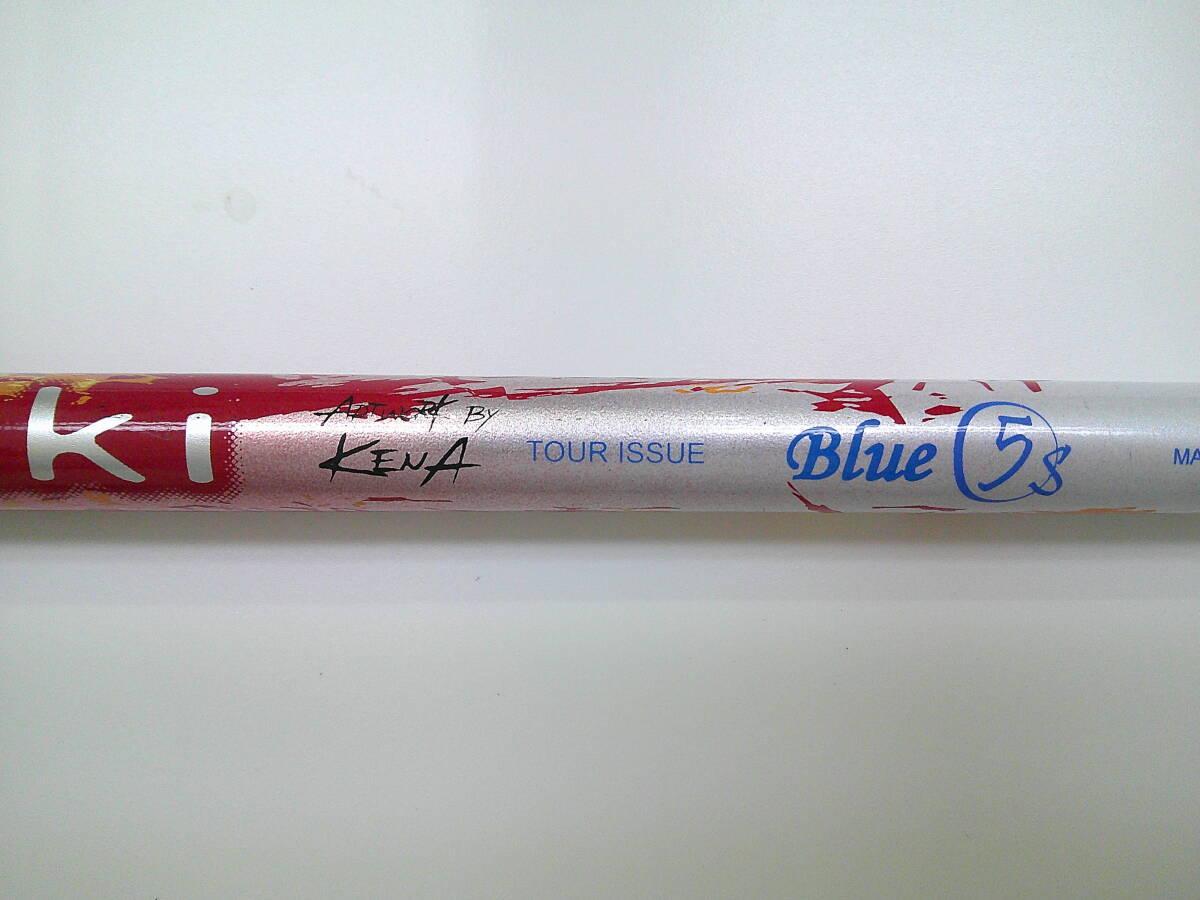 ki
ARTWORK BY
KENA
TOUR ISSUE
Blue 5s
MA